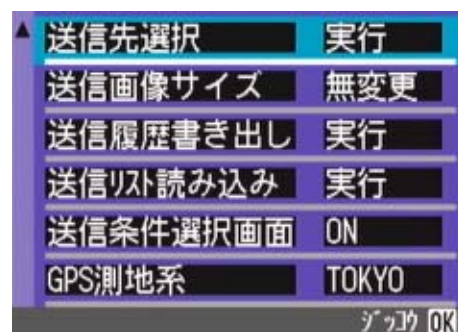 送信先選択 実行
送信画像サイズ 無変更
送信履歴書き出し 実行
送信ﾘｽﾄ読み込み 実行
送信条件選択画面 ON
GPS測地系 TOKYO
ｼﾞｯｺｳ OK